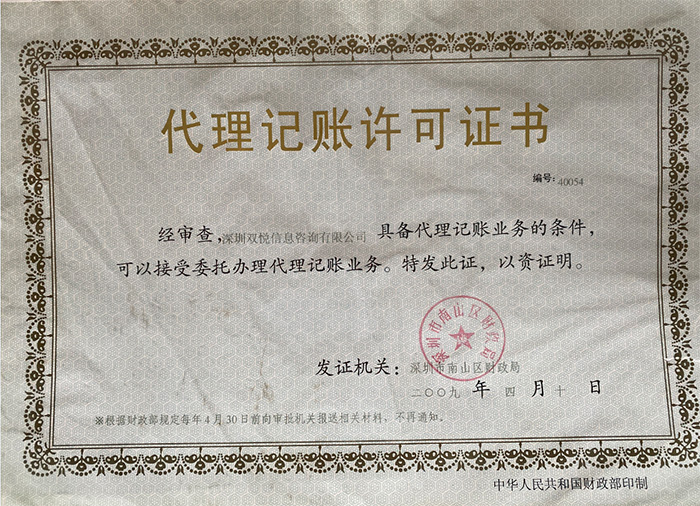 代理记账许可证书
编号：40054
经审查，深圳双悦信息咨询有限公司 具备代理记账业务的条件，
可以接受委托办理代理记账业务。特发此证，以资证明。
深圳市南山区财政局
发证机关：深圳市南山区财政局
二〇〇九 年 四 月 十 日
※根据财政部规定每年4月30日前向审批机关报送相关材料，不再通知。
中华人民共和国财政部印制